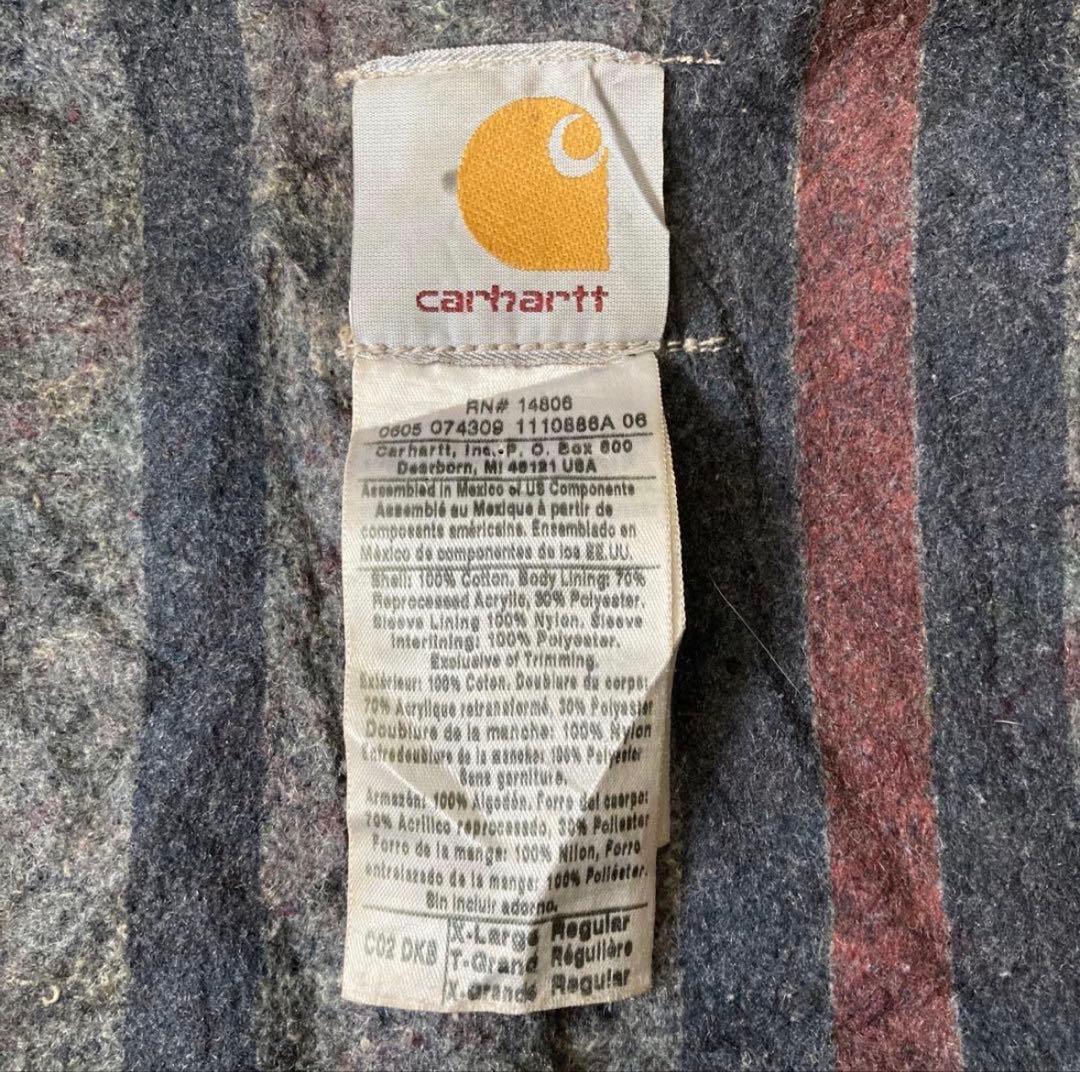 carhartt
RN# 14806
0605 074309 1110886A 06
Carhartt, Inc. P. O. Box 600
Dearborn, MI 48121 USA
Assembled in Mexico of US Components
Assemblé au Mexique à partir de
composants américains. Ensamblado en
México de componentes de los EE.UU.
Shell: 100% Cotton. Body Lining: 70%
Reprocessed Acrylic, 30% Polyester.
Sleeve Lining 100% Nylon. Sleeve
Interlining: 100% Polyester.
Exclusive of Trimming.
Extérieur: 100% Coton. Doublure du corps:
70% Acrylique retransformé, 30% Polyester
Doublure de la manche: 100% Nylon
Entredoublure de la manche: 100% Polyester
Sans garniture.
Armazón: 100% Algodón. Forro del cuerpo:
70% Acrílico reprocessado, 30% Poliester
Forro de la manga: 100% Nilon, Forro
entrelazado de la manga: 100% Poliéster.
Sin incluir adorno.
C02 DKB
X-Large Regular
T-Grand Régulière
X-Grande Regular